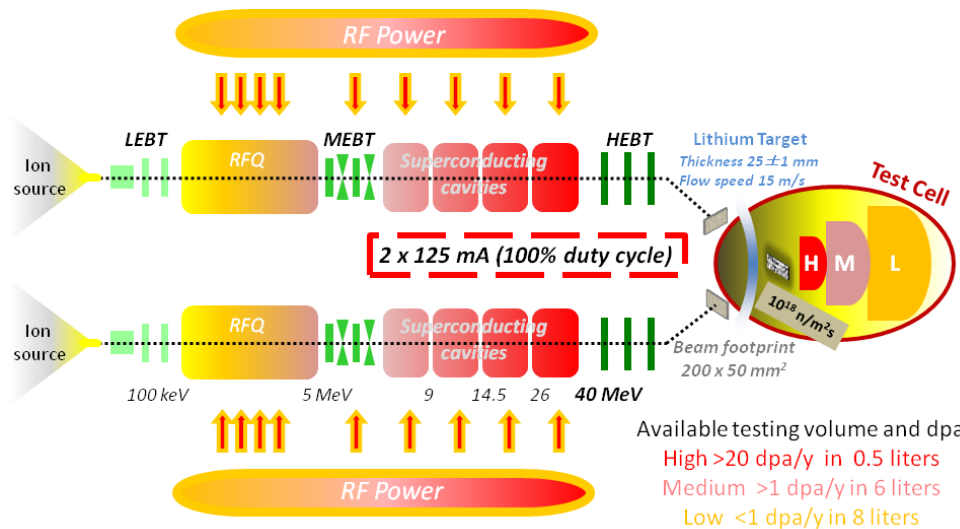 RF Power
LEBT
RFQ
MEBT
Superconducting
cavities
HEBT
Ion
source
Lithium Target
Thickness 25±1 mm
Flow speed 15 m/s
Test Cell
2 x 125 mA (100% duty cycle)
H
M
L
10¹⁸ n/m²s
Ion
source
RFQ
Superconducting
cavities
Beam footprint
200 x 50 mm²
100 keV
5 MeV
9
14.5
26
40 MeV
RF Power
Available testing volume and dpa
High >20 dpa/y in 0.5 liters
Medium >1 dpa/y in 6 liters
Low <1 dpa/y in 8 liters